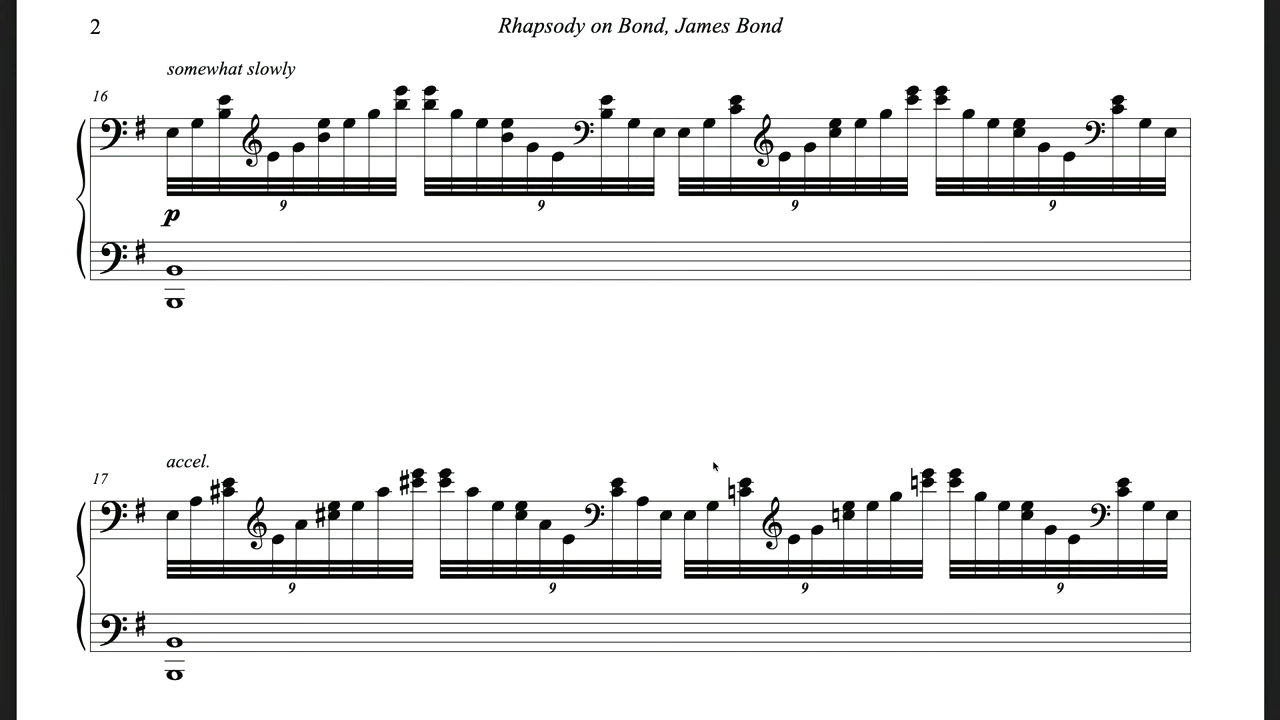 2
Rhapsody on Bond, James Bond
somewhat slowly
16
9 9 9 9
p
accel.
17
9 9 9 9